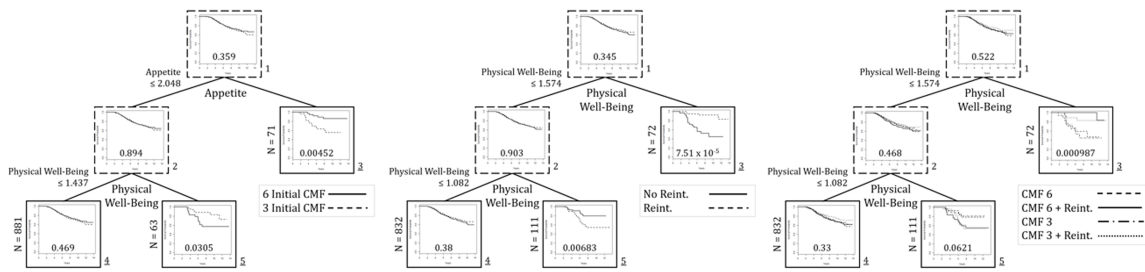 0.359
1
Appetite
≤ 2.048
Appetite
0.894
2
N = 71
0.00452
3
Physical Well-Being
≤ 1.437
Physical
Well-Being
6 Initial CMF
3 Initial CMF
N = 881
0.469
4
N = 63
0.0305
5
0.345
1
Physical Well-Being
≤ 1.574
Physical
Well-Being
0.903
2
N = 72
7.51 x 10-5
3
Physical Well-Being
≤ 1.082
Physical
Well-Being
No Reint.
Reint.
N = 832
0.38
4
N = 111
0.00683
5
0.522
1
Physical Well-Being
≤ 1.574
Physical
Well-Being
0.468
2
N = 72
0.000987
3
Physical Well-Being
≤ 1.082
Physical
Well-Being
CMF 6
CMF 6 + Reint.
CMF 3
CMF 3 + Reint.
N = 832
0.33
4
N = 111
0.0621
5